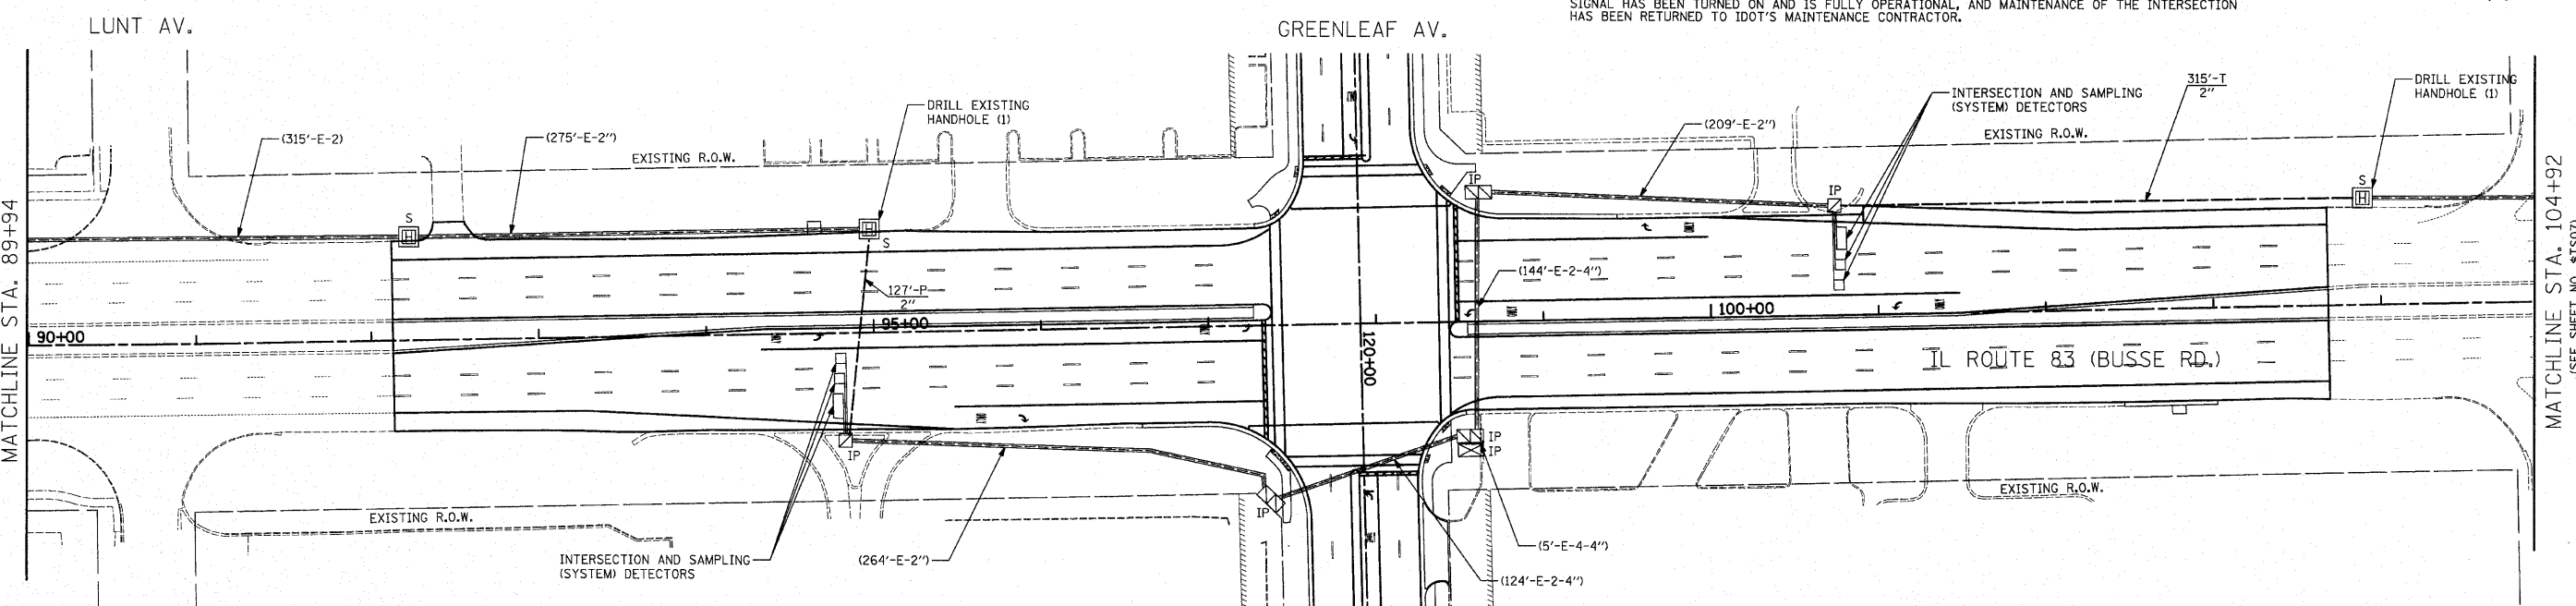 SIGNAL HAS BEEN TURNED ON AND IS FULLY OPERATIONAL, AND MAINTENANCE OF THE INTERSECTION
HAS BEEN RETURNED TO IDOT'S MAINTENANCE CONTRACTOR.
LUNT AV.
GREENLEAF AV.
DRILL EXISTING
HANDHOLE (1)
(315'-E-2)
(275'-E-2")
EXISTING R.O.W.
(209'-E-2")
INTERSECTION AND SAMPLING
(SYSTEM) DETECTORS
EXISTING R.O.W.
315'-T
2"
DRILL EXISTING
HANDHOLE (1)
MATCHLINE STA. 89+94
S
H
H
S
IP
IP
S
H
127'-P
2"
(144'-E-2-4")
90+00
95+00
100+00
120+00
IL ROUTE 83 (BUSSE RD.)
MATCHLINE STA. 104+92
(SEE SHEET NO. SIS07)
IP
IP
IP
IP
EXISTING R.O.W.
EXISTING R.O.W.
INTERSECTION AND SAMPLING
(SYSTEM) DETECTORS
(264'-E-2")
(5'-E-4-4")
(124'-E-2-4")